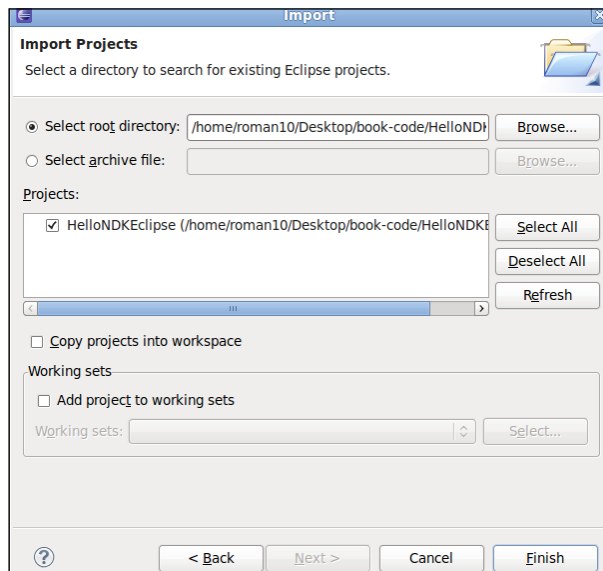 Import
Import Projects
Select a directory to search for existing Eclipse projects.
Select root directory: /home/roman10/Desktop/book-code/HelloNDK Browse...
Select archive file: Browse...
Projects:
HelloNDKEclipse (/home/roman10/Desktop/book-code/HelloNDKE
Select All
Deselect All
Refresh
Copy projects into workspace
Working sets
Add project to working sets
Working sets: Select...
? < Back Next > Cancel Finish